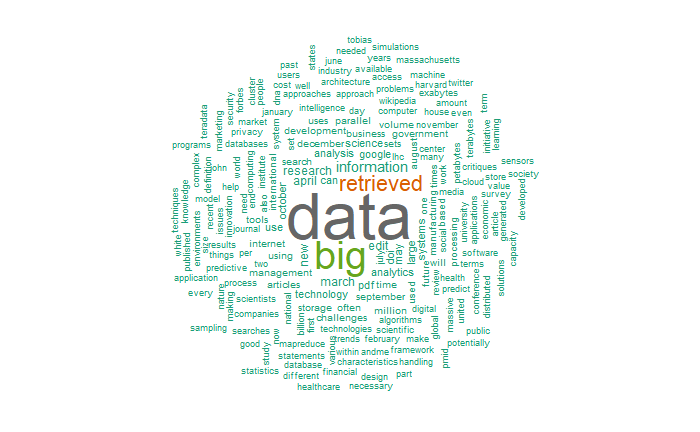 tobias
needed simulations
states
june years massachusetts
past
users industry available
cost well architecture access machine
dna approaches approach problems harvard twitter
cluster
people
forbes
security
marketing
teradata
wikipedia exabytes
january intelligence day computer amount
house even
term
initiative
learning
market uses parallel volume november
privacy system development business government
programs databases set december science sets center terabytes
august
search analysis google lhc many petabytes critiques sensors
complex
john
world
and
computing
institute
international
research information cloud store society
definition
april can retrieved times media value developed
techniques
knowledge
model help also
need
october
data
one
manufacturing
work
survey
white
published
environments
recent
issues
innovation
journal tools
use
systems
social based
processing
university
applications
economic
article
generated
capacity
size
results internet new big edit
july
doi
may
large
software
things per using
will terms
application predictive two management analytics
future
review
health
every nature process articles march pdf time used predict
making
scientists technology september
conference
distributed
solutions
companies national storage often million digital
massive
united
billion
first challenges algorithms global
sampling searches now technologies scientific public
good mapreduce various trends february make potentially
study statements within andme framework pmid
database characteristics handling
statistics different financial design part
healthcare necessary